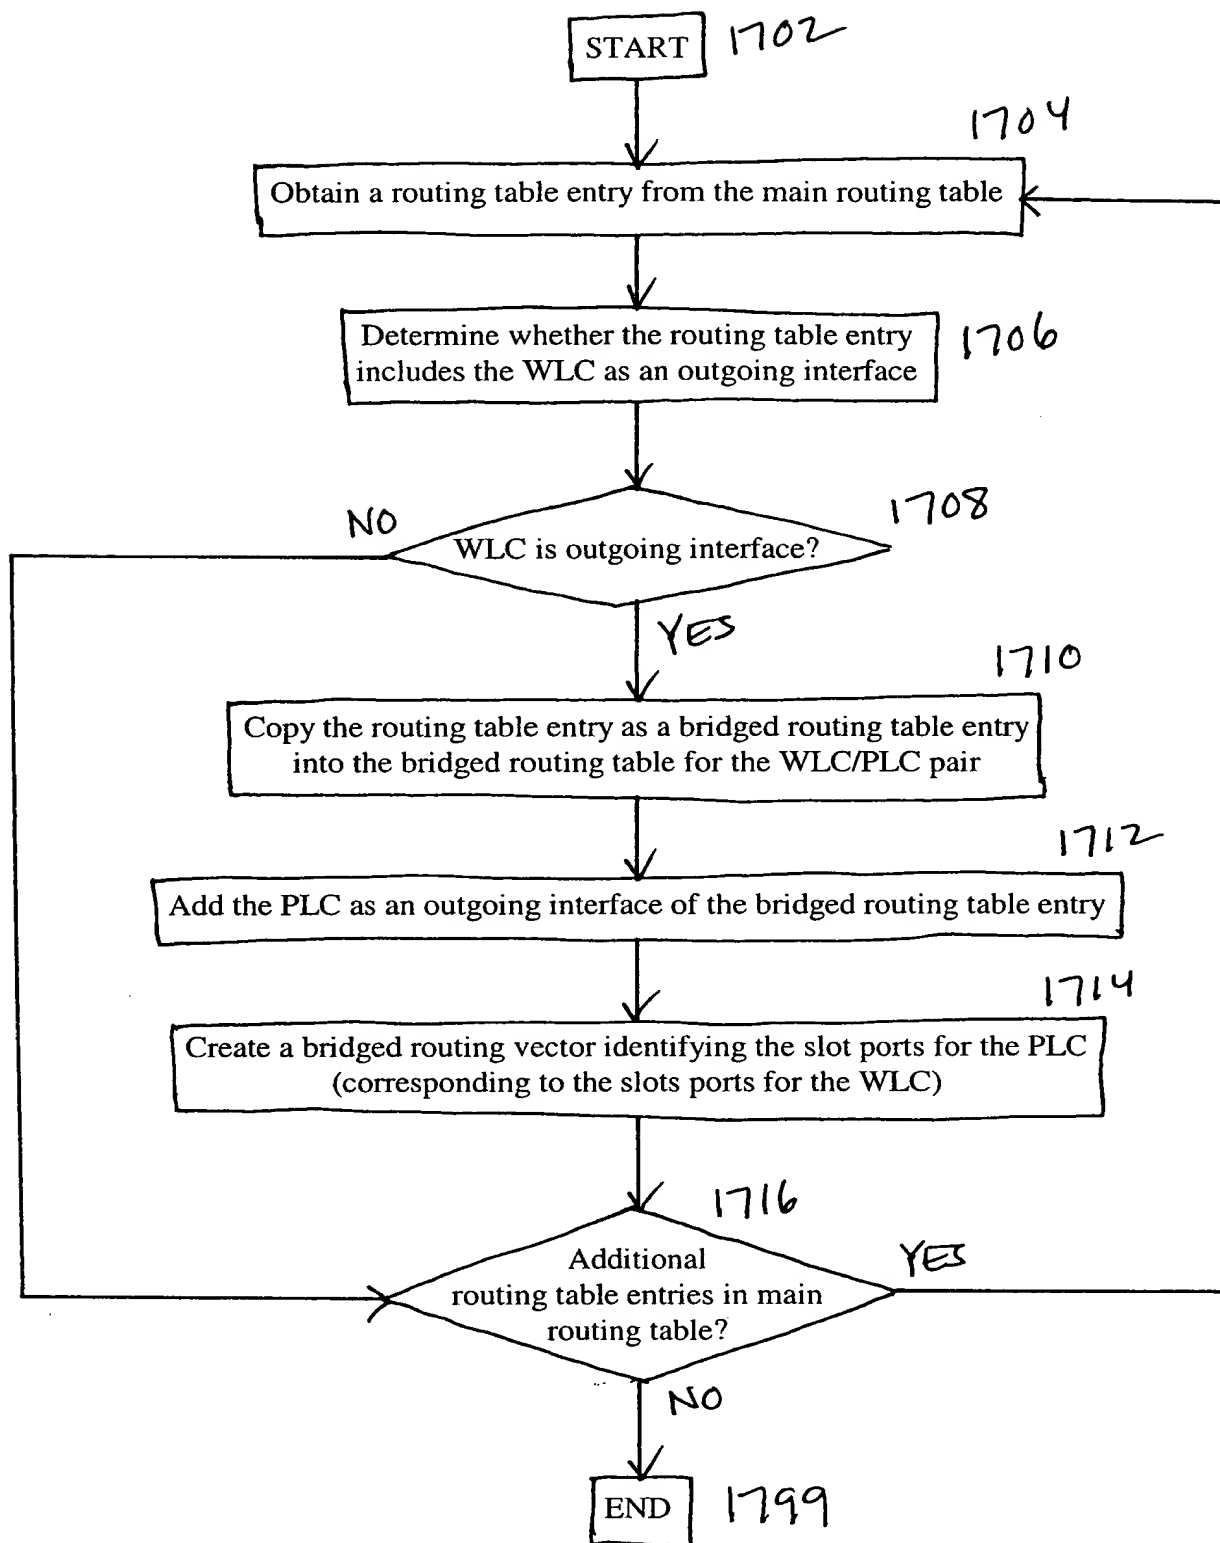 START 1702
1704
Obtain a routing table entry from the main routing table
Determine whether the routing table entry
includes the WLC as an outgoing interface
1706
NO
1708
WLC is outgoing interface?
YES
1710
Copy the routing table entry as a bridged routing table entry
into the bridged routing table for the WLC/PLC pair
1712
Add the PLC as an outgoing interface of the bridged routing table entry
1714
Create a bridged routing vector identifying the slot ports for the PLC
(corresponding to the slots ports for the WLC)
1716
Additional
routing table entries in main
routing table?
YES
NO
END 1799